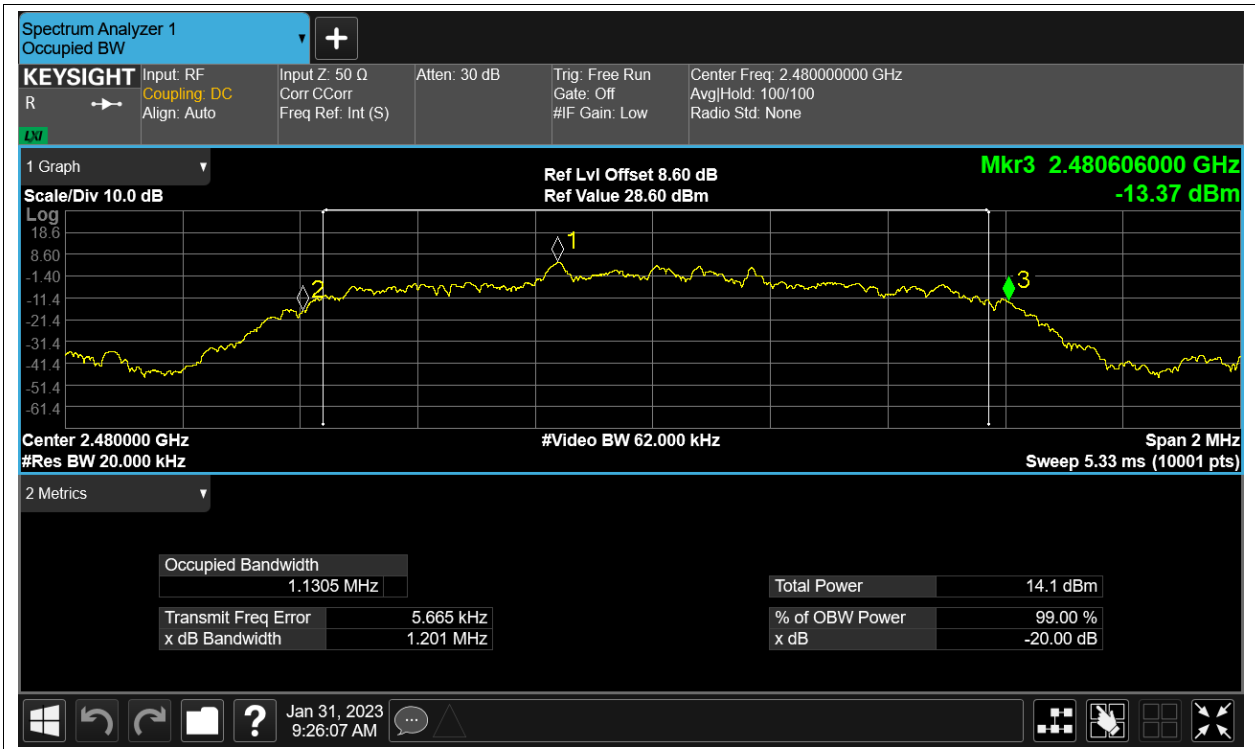 Spectrum Analyzer 1
Occupied BW
KEYSIGHT
R
LXI
Input: RF
Coupling: DC
Align: Auto
Input Z: 50 Ω
Corr CCorr
Freq Ref: Int (S)
Atten: 30 dB
Trig: Free Run
Gate: Off
#IF Gain: Low
Center Freq: 2.480000000 GHz
Avg|Hold: 100/100
Radio Std: None
1 Graph
Scale/Div 10.0 dB
Ref Lvl Offset 8.60 dB
Ref Value 28.60 dBm
Mkr3 2.480606000 GHz
-13.37 dBm
Log
18.6
8.60
-1.40
-11.4
-21.4
-31.4
-41.4
-51.4
-61.4
1
2
3
Center 2.480000 GHz
#Res BW 20.000 kHz
#Video BW 62.000 kHz
Span 2 MHz
Sweep 5.33 ms (10001 pts)
2 Metrics
Occupied Bandwidth
1.1305 MHz
Transmit Freq Error 5.665 kHz
x dB Bandwidth 1.201 MHz
Total Power 14.1 dBm
% of OBW Power 99.00 %
x dB -20.00 dB
Jan 31, 2023
9:26:07 AM